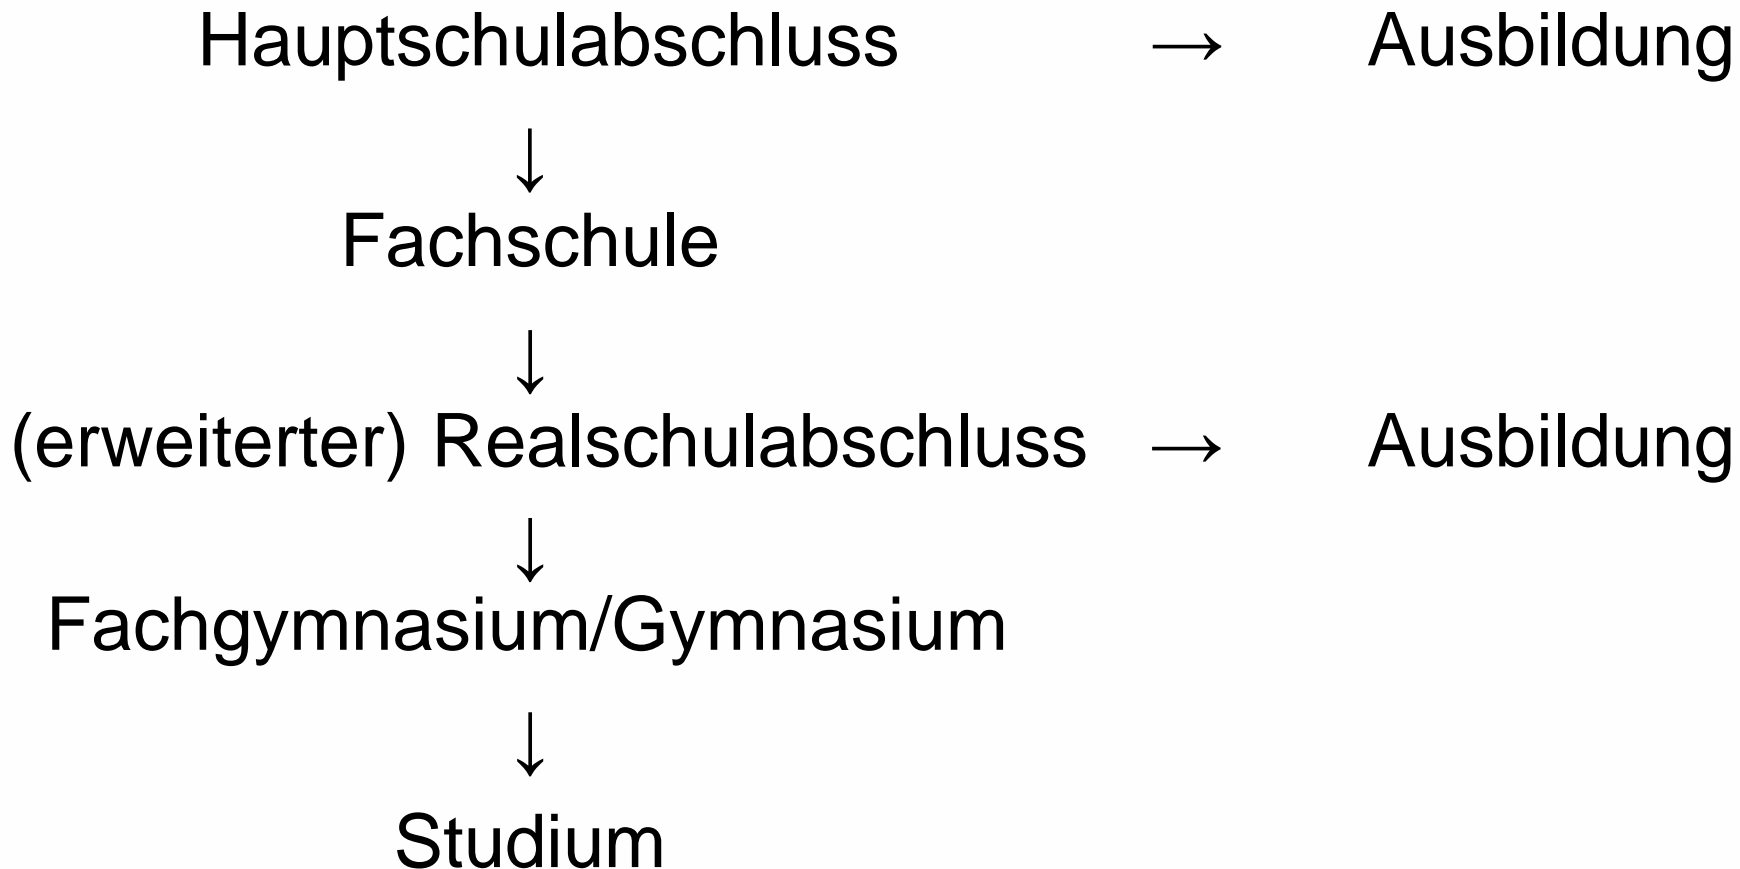 Hauptschulabschluss → Ausbildung
↓
Fachschule
↓
(erweiterter) Realschulabschluss → Ausbildung
↓
Fachgymnasium/Gymnasium
↓
Studium